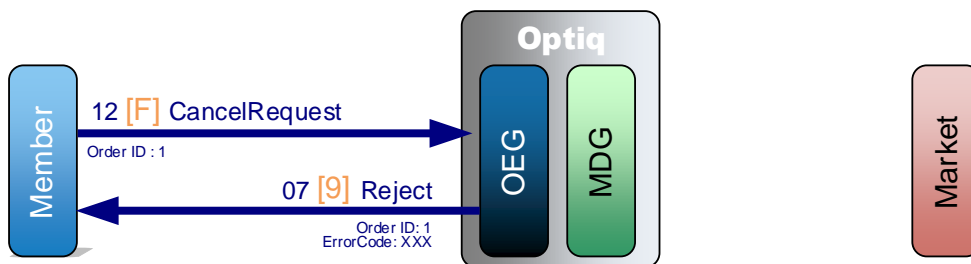 Optiq
Member
12 [F] CancelRequest
Order ID : 1
07 [9] Reject
Order ID: 1
ErrorCode: XXX
OEG
MDG
Market